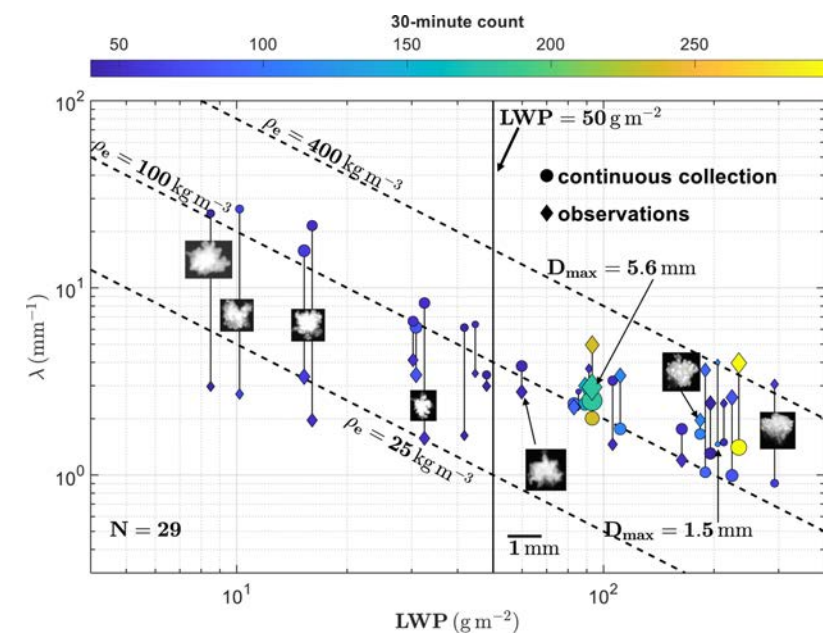 30-minute count
50 100 150 200 250
10² 10¹ 10⁰
λ (mm⁻¹)
ρₑ = 400 kg m⁻³
ρₑ = 100 kg m⁻³
ρₑ = 25 kg m⁻³
LWP = 50 g m⁻²
● continuous collection
♦ observations
Dₘₐₓ = 5.6 mm
Dₘₐₓ = 1.5 mm
1 mm
N = 29
10¹ 10²
LWP (g m⁻²)